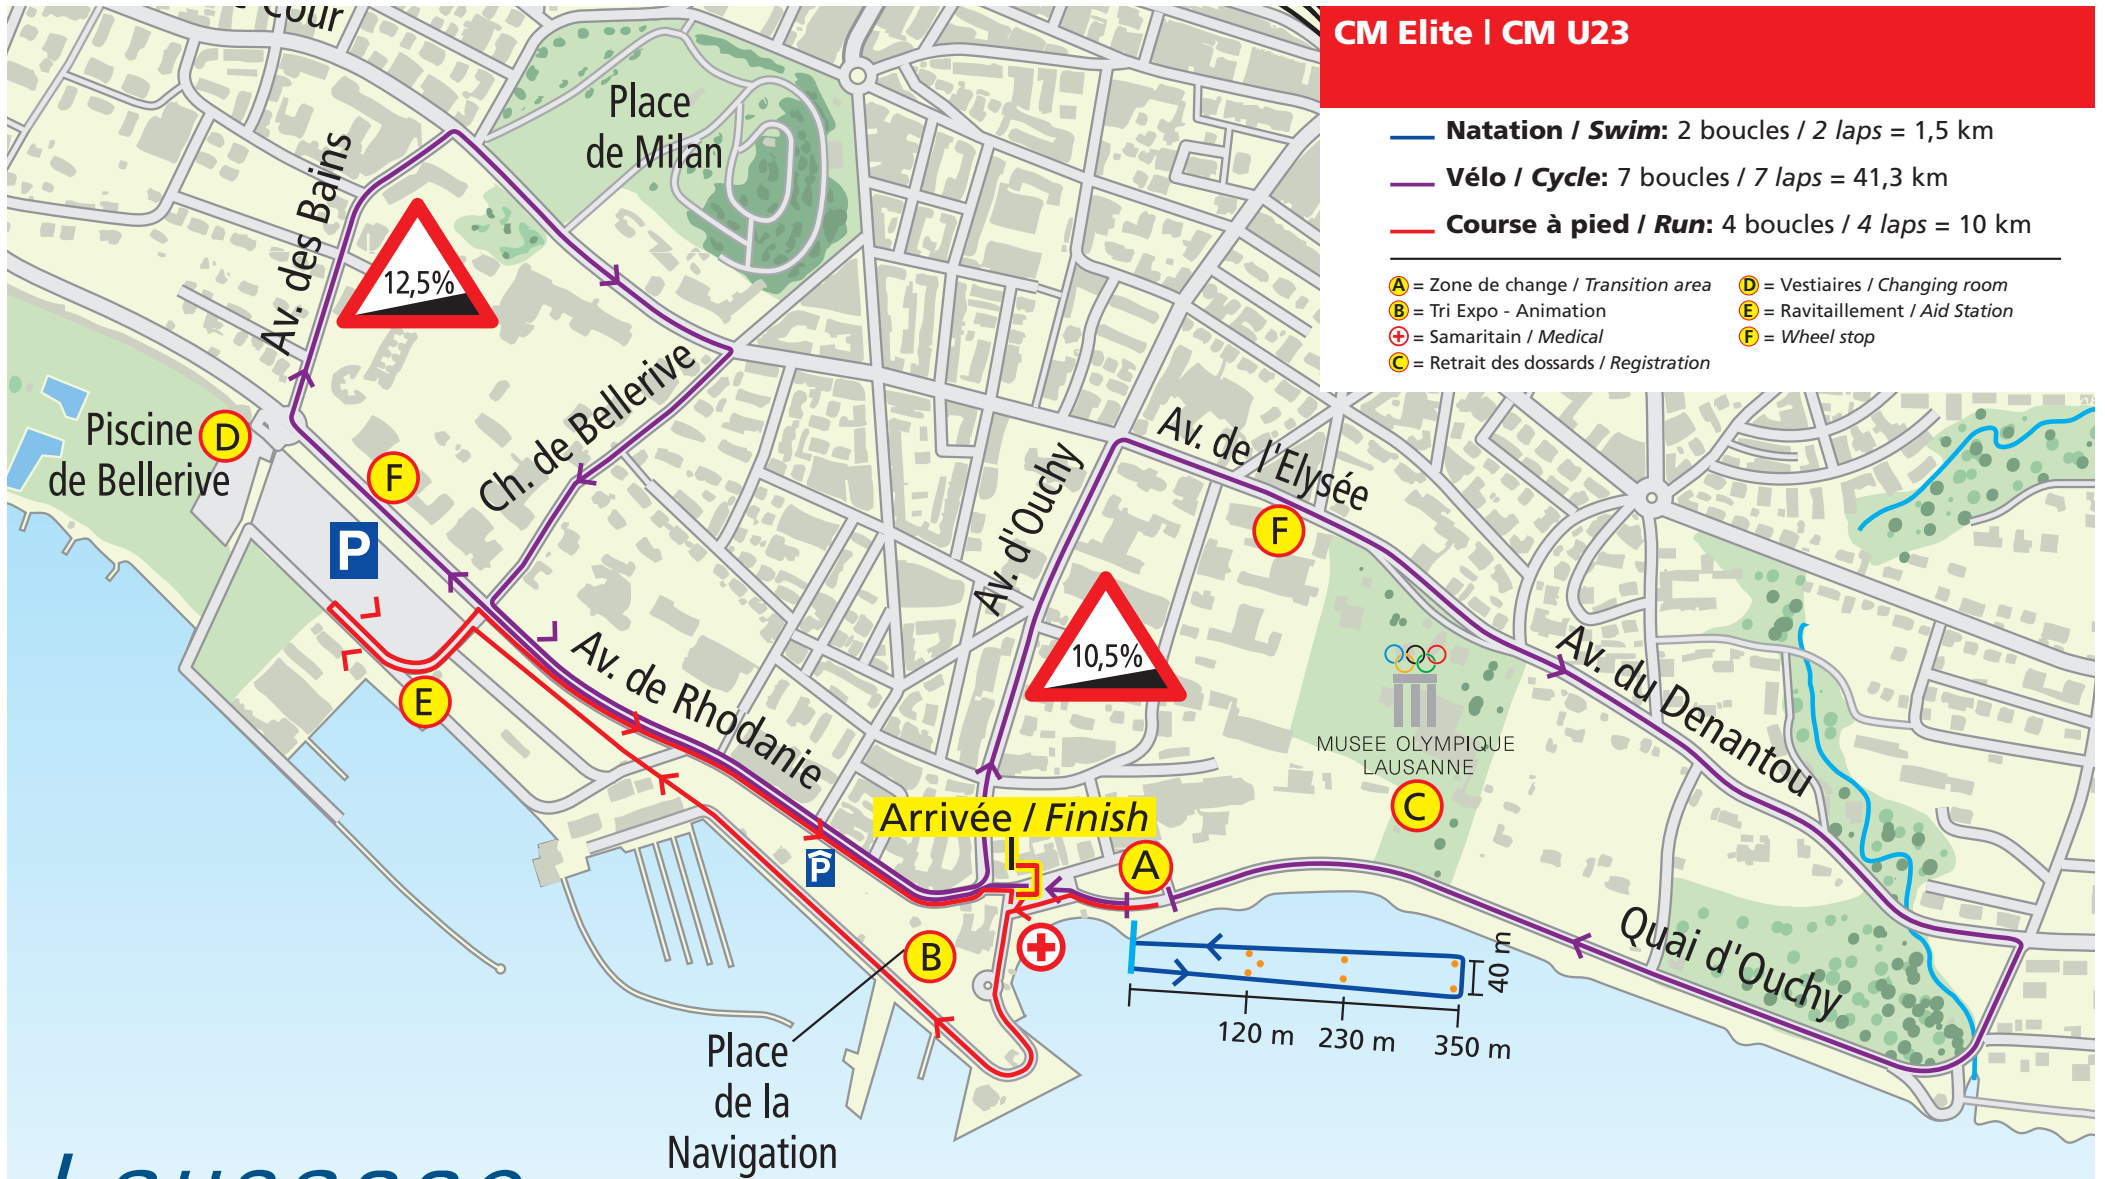 Cour
CM Elite | CM U23
Natation / Swim: 2 boucles / 2 laps = 1,5 km
Vélo / Cycle: 7 boucles / 7 laps = 41,3 km
Course à pied / Run: 4 boucles / 4 laps = 10 km
A = Zone de change / Transition area
B = Tri Expo - Animation
= Samaritain / Medical
C = Retrait des dossards / Registration
D = Vestiaires / Changing room
E = Ravitaillement / Aid Station
F = Wheel stop
Place
de Milan
Av. des Bains
12,5%
Ch. de Bellerive
Piscine
de Bellerive
D
F
P
E
Av. de Rhodanie
Av. d'Ouchy
Av. de l'Elysée
F
10,5%
Av. du Denantou
MUSEE OLYMPIQUE
LAUSANNE
C
Arrivée / Finish
A
P
B
Quai d'Ouchy
40 m
120 m
230 m
350 m
Place
de la
Navigation